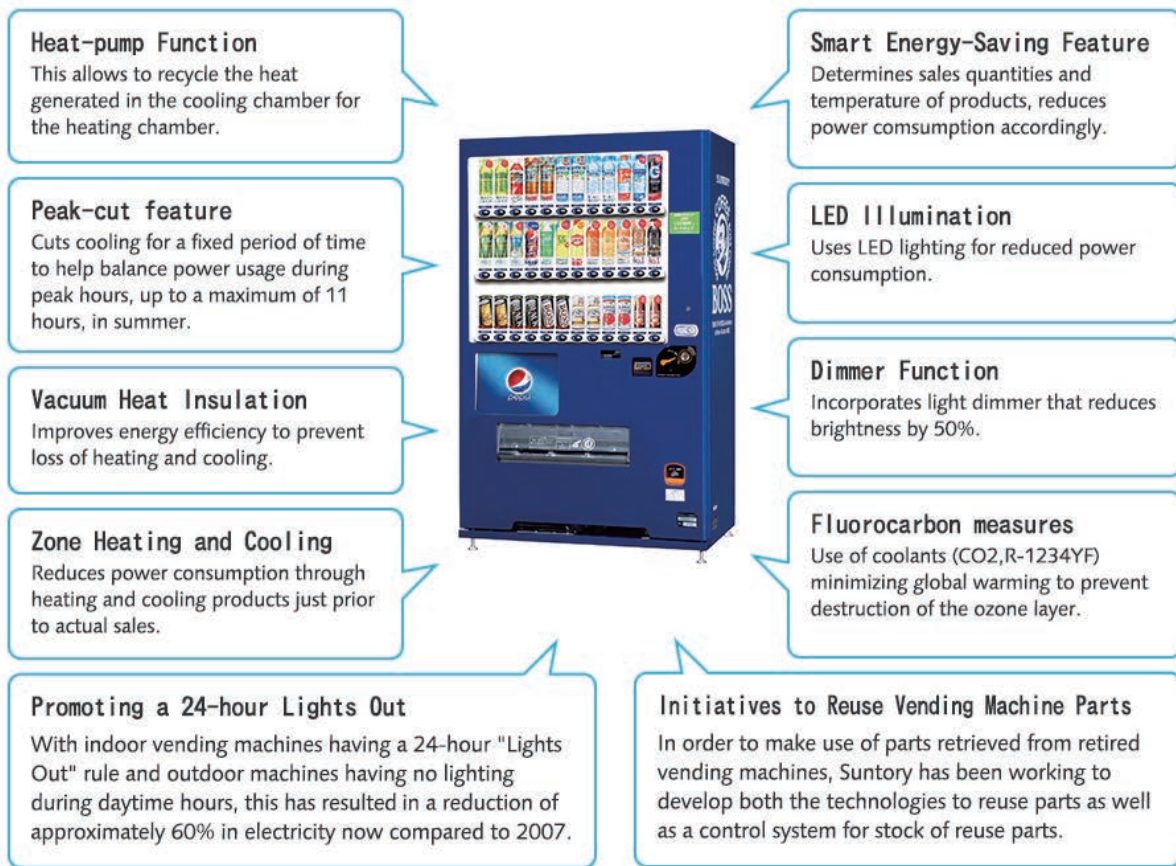 Heat-pump Function
This allows to recycle the heat
generated in the cooling chamber for
the heating chamber.
Peak-cut feature
Cuts cooling for a fixed period of time
to help balance power usage during
peak hours, up to a maximum of 11
hours, in summer.
Vacuum Heat Insulation
Improves energy efficiency to prevent
loss of heating and cooling.
Zone Heating and Cooling
Reduces power consumption through
heating and cooling products just prior
to actual sales.
Smart Energy-Saving Feature
Determines sales quantities and
temperature of products, reduces
power comsumption accordingly.
LED Illumination
Uses LED lighting for reduced power
consumption.
Dimmer Function
Incorporates light dimmer that reduces
brightness by 50%.
Fluorocarbon measures
Use of coolants (CO2,R-1234YF)
minimizing global warming to prevent
destruction of the ozone layer.
SUNTORY
BOSS
pepsi
Promoting a 24-hour Lights Out
With indoor vending machines having a 24-hour "Lights
Out" rule and outdoor machines having no lighting
during daytime hours, this has resulted in a reduction of
approximately 60% in electricity now compared to 2007.
Initiatives to Reuse Vending Machine Parts
In order to make use of parts retrieved from retired
vending machines, Suntory has been working to
develop both the technologies to reuse parts as well
as a control system for stock of reuse parts.